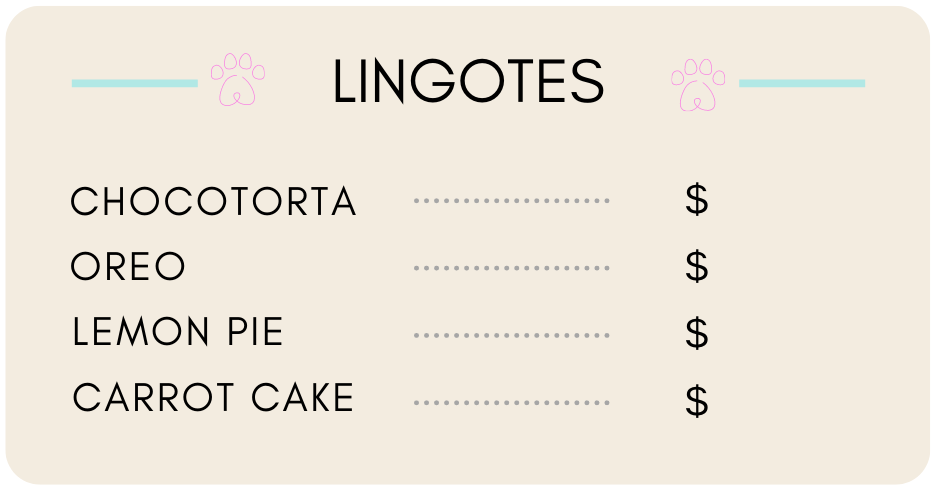 LINGOTES
CHOCOTORTA .................... $
OREO .................... $
LEMON PIE .................... $
CARROT CAKE .................... $